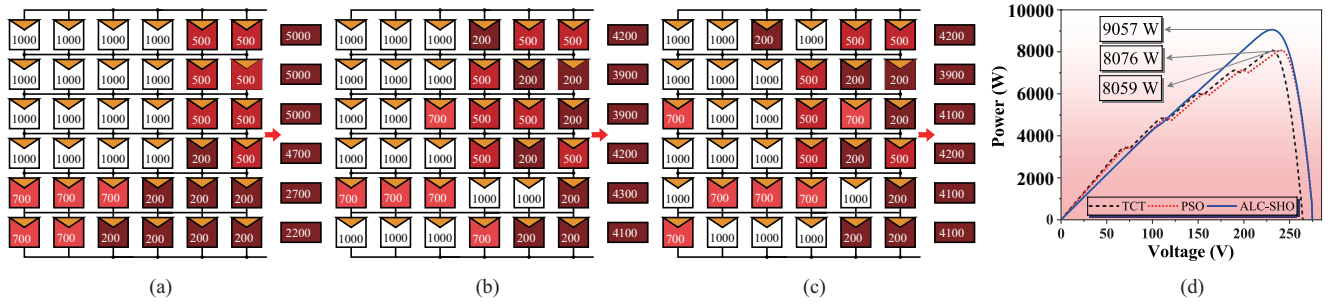 1000 1000 1000 1000 500 500 5000
1000 1000 1000 1000 500 500 5000
1000 1000 1000 1000 500 500 5000
1000 1000 1000 1000 200 500 4700
700 700 700 200 200 200 2700
700 700 200 200 200 200 2200
(a)
1000 1000 1000 200 500 500 4200
1000 1000 1000 500 200 200 3900
1000 1000 700 500 500 200 3900
1000 1000 1000 500 200 500 4200
700 700 700 1000 1000 200 4300
1000 1000 1000 700 200 200 4100
(b)
1000 1000 200 1000 500 500 4200
1000 1000 1000 500 200 200 3900
700 1000 1000 500 700 200 4100
1000 1000 1000 500 200 500 4200
1000 700 700 700 1000 200 4100
700 1000 1000 1000 200 200 4100
(c)
Power (W)
10000
8000
6000
4000
2000
0
9057 W
8076 W
8059 W
TCT PSO ALC-SHO
0 50 100 150 200 250
Voltage (V)
(d)